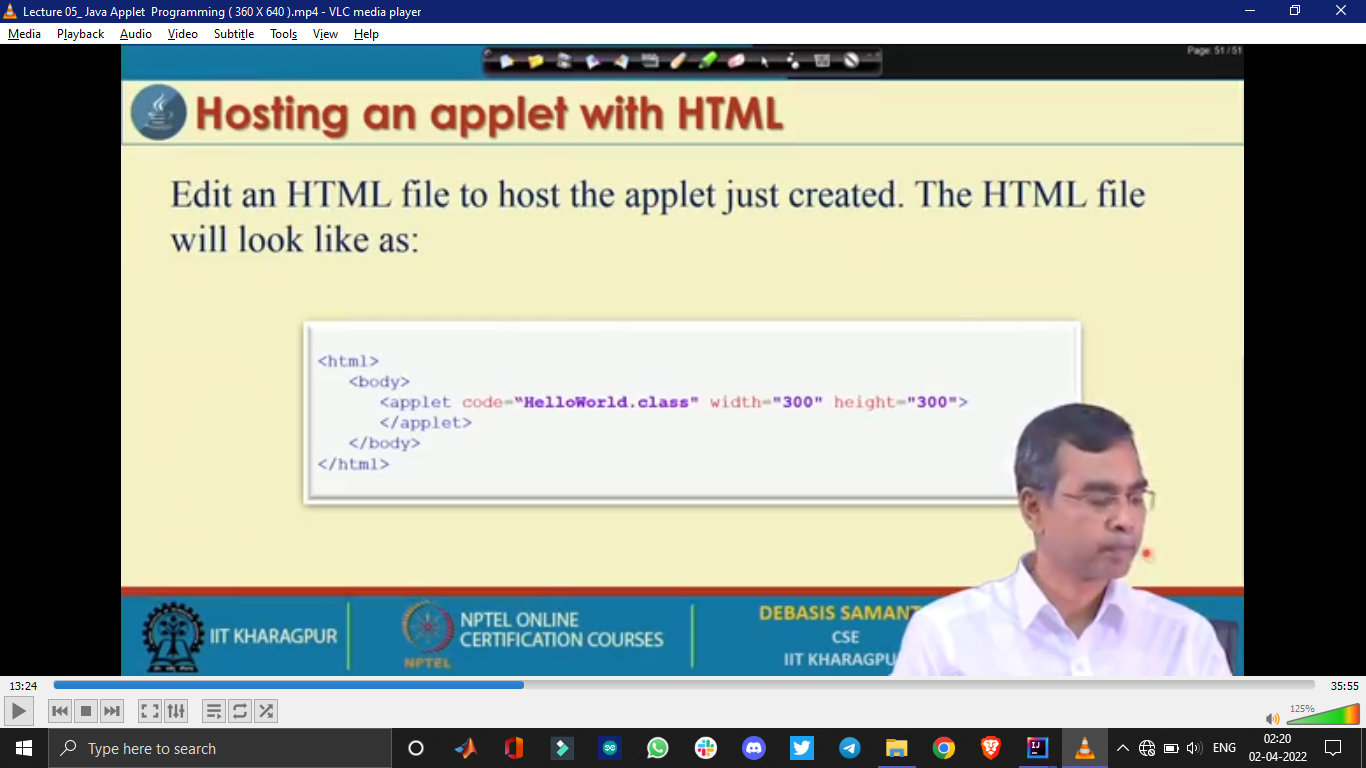 Lecture 05_ Java Applet  Programming ( 360 X 640 ).mp4 - VLC media player
Media Playback Audio Video Subtitle Tools View Help
Page: 51 / 51
Hosting an applet with HTML
Edit an HTML file to host the applet just created. The HTML file
will look like as:
<html>
<body>
<applet code="HelloWorld.class" width="300" height="300">
</applet>
</body>
</html>
IIT KHARAGPUR
NPTEL
NPTEL ONLINE
CERTIFICATION COURSES
DEBASIS SAMANT
CSE
IIT KHARAGPU
13:24
35:55
125%
Type here to search
ENG
02:20
02-04-2022